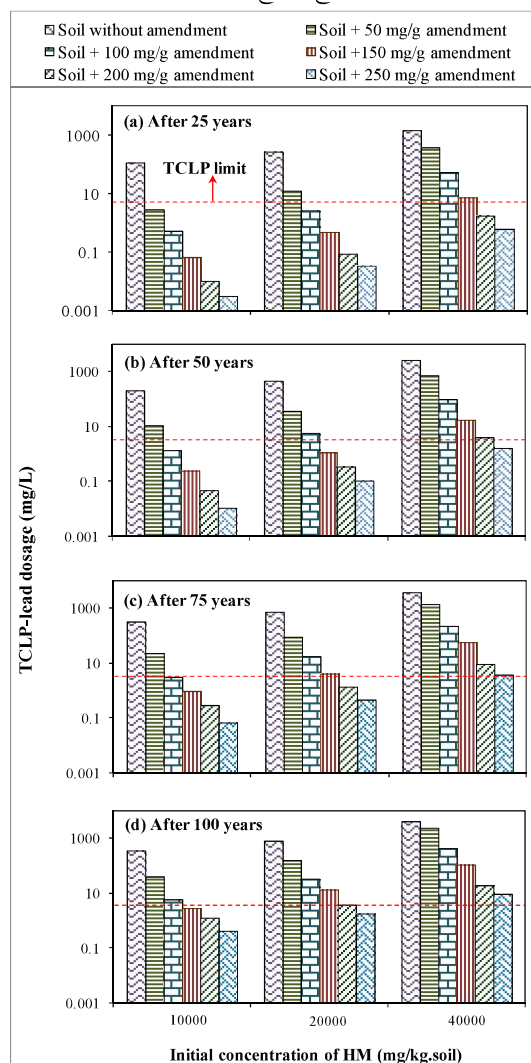 Soil without amendment
Soil + 50 mg/g amendment
Soil + 100 mg/g amendment
Soil +150 mg/g amendment
Soil + 200 mg/g amendment
Soil + 250 mg/g amendment
TCLP-lead dosage (mg/L)
(a) After 25 years
TCLP limit
1000
10
0.1
0.001
(b) After 50 years
1000
10
0.1
0.001
(c) After 75 years
1000
10
0.1
0.001
(d) After 100 years
1000
10
0.1
0.001
10000 20000 40000
Initial concentration of HM (mg/kg.soil)